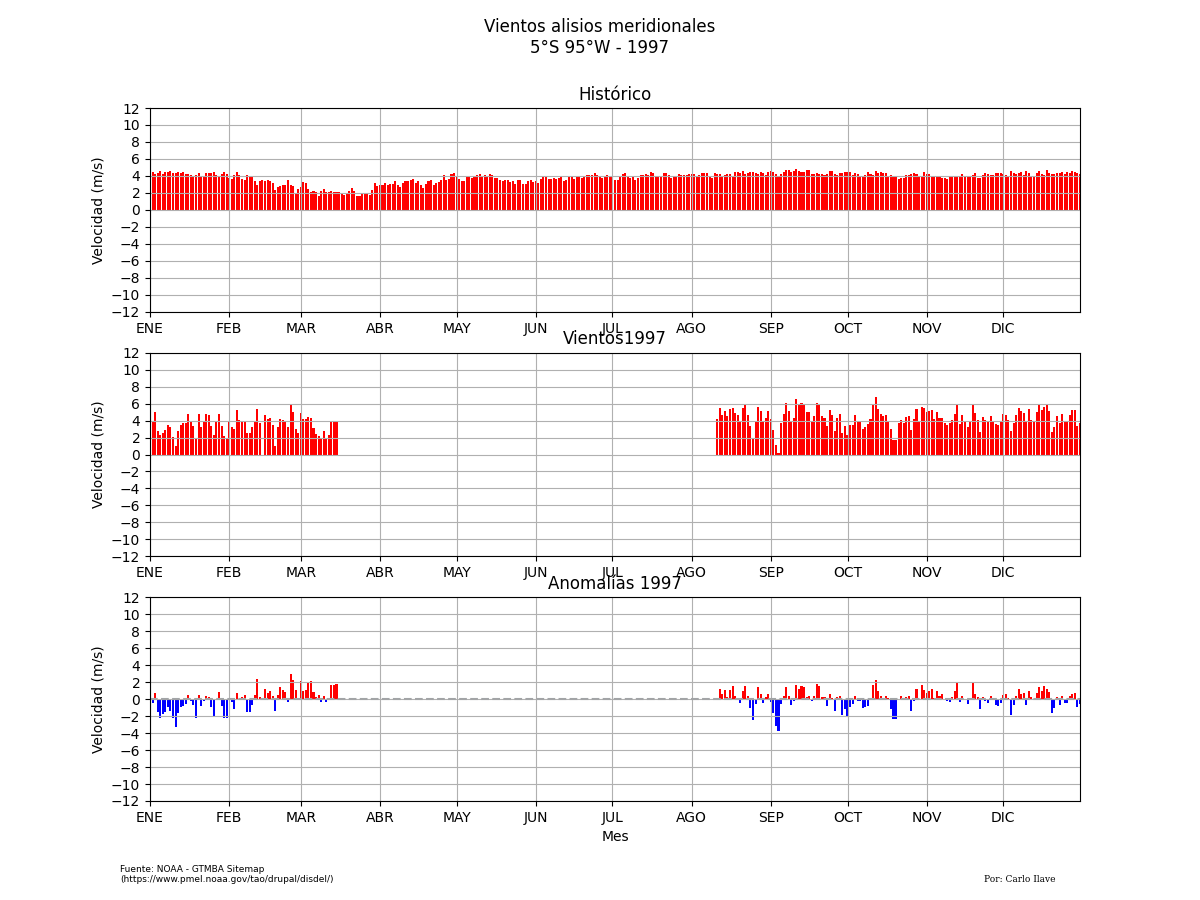 Vientos alisios meridionales
5°S 95°W - 1997
Histórico
12
10
8
6
4
2
0
−2
−4
−6
−8
−10
−12
Velocidad (m/s)
ENE FEB MAR ABR MAY JUN JUL AGO SEP OCT NOV DIC
Vientos1997
12
10
8
6
4
2
0
−2
−4
−6
−8
−10
−12
Velocidad (m/s)
ENE FEB MAR ABR MAY JUN JUL AGO SEP OCT NOV DIC
Anomalías 1997
12
10
8
6
4
2
0
−2
−4
−6
−8
−10
−12
Velocidad (m/s)
ENE FEB MAR ABR MAY JUN JUL AGO SEP OCT NOV DIC
Mes
Fuente: NOAA - GTMBA Sitemap
(https://www.pmel.noaa.gov/tao/drupal/disdel/)
Por: Carlo Ilave